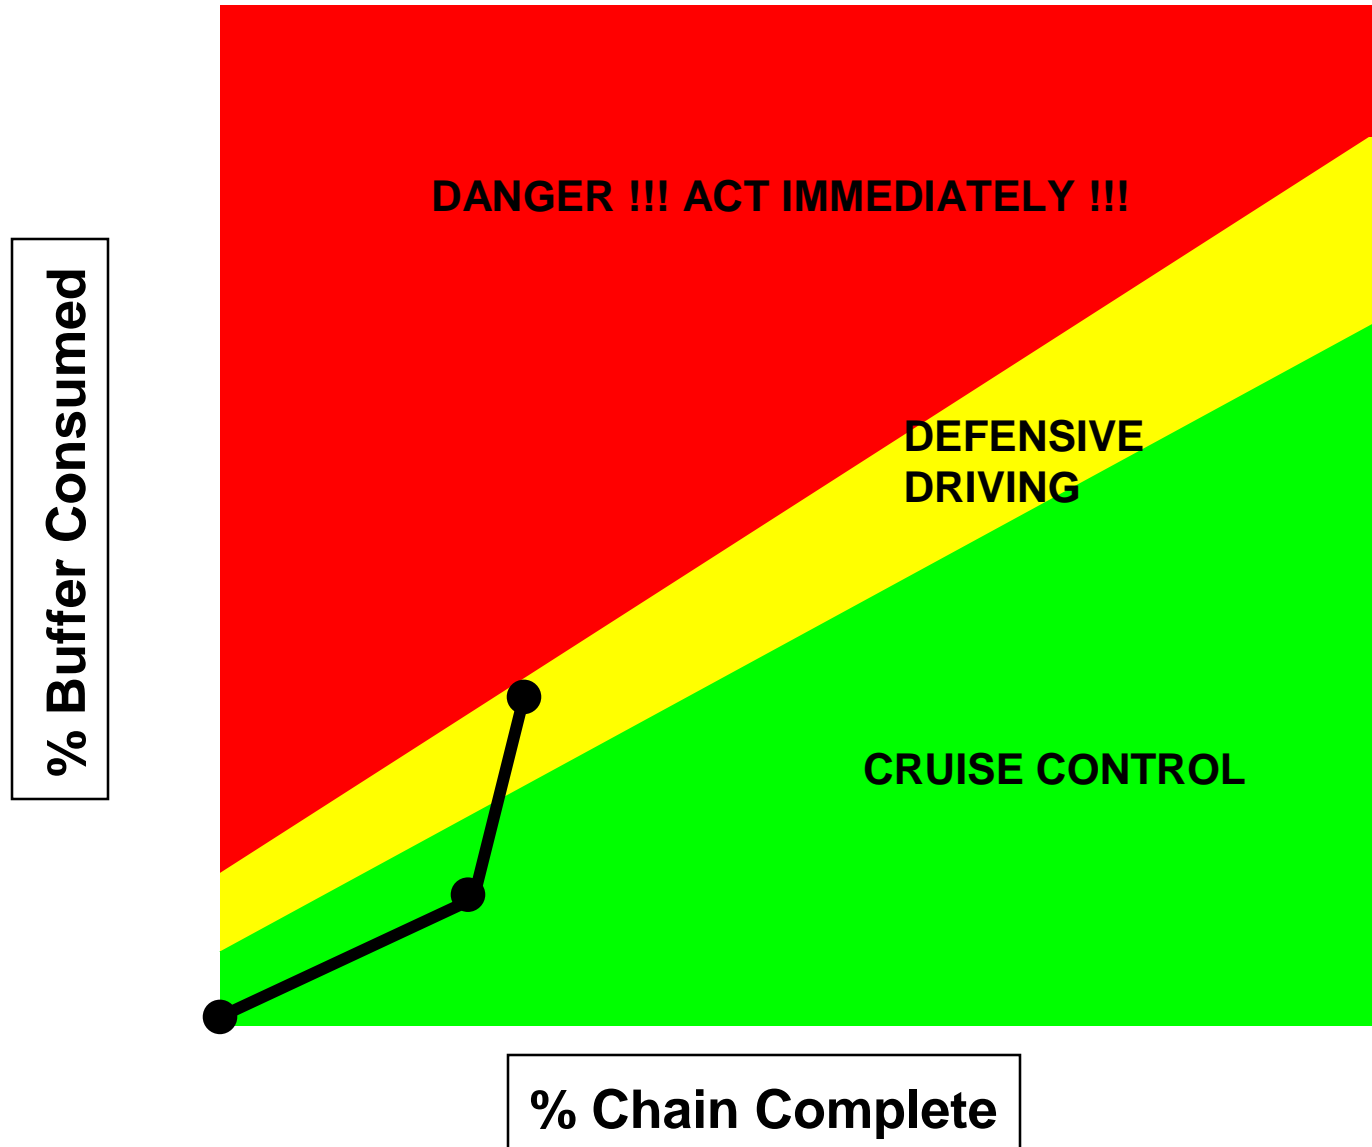 DANGER !!! ACT IMMEDIATELY !!!
% Buffer Consumed
DEFENSIVE
DRIVING
CRUISE CONTROL
% Chain Complete